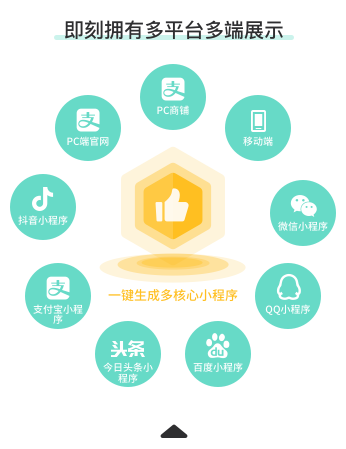 即刻拥有多平台多端展示
PC商铺
PC端官网
移动端
抖音小程序
微信小程序
一键生成多核心小程序
支付宝小程
序
QQ小程序
头条
今日头条小
程序
du
百度小程序